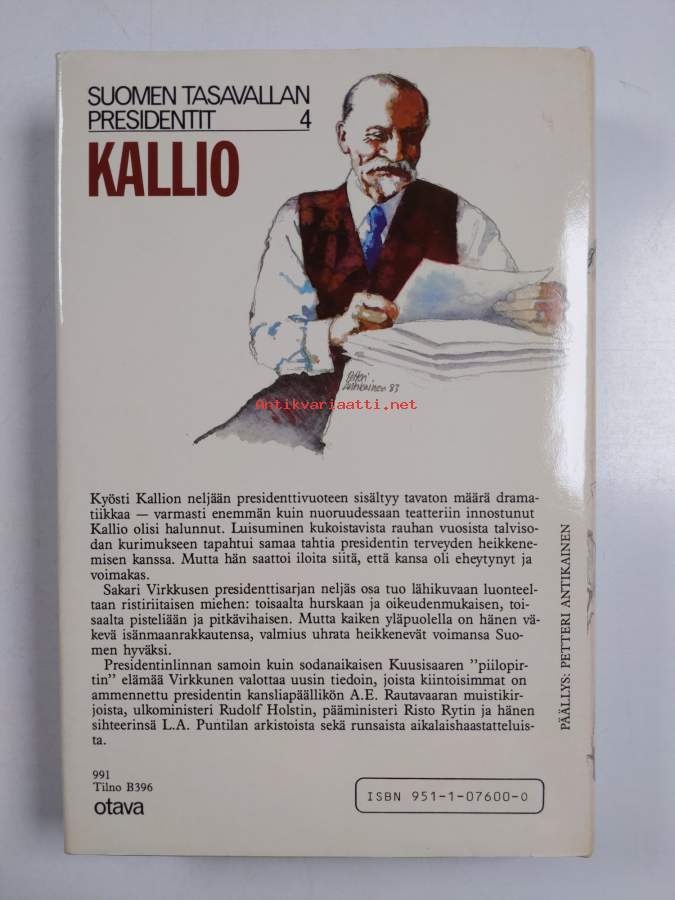 SUOMEN TASAVALLAN
PRESIDENTIT 4
KALLIO
Petteri
Antikainen 83
Antikvariaatti.net
Kyösti Kallion neljään presidenttivuoteen sisältyy tavaton määrä drama-
tiikkaa — varmasti enemmän kuin nuoruudessaan teatteriin innostunut
Kallio olisi halunnut. Luisuminen kukoistavista rauhan vuosista talviso-
dan kurimukseen tapahtui samaa tahtia presidentin terveyden heikkene-
misen kanssa. Mutta hän saattoi iloita siitä, että kansa oli eheytynyt ja
voimakas.
Sakari Virkkusen presidenttisarjan neljäs osa tuo lähikuvaan luonteel-
taan ristiriitaisen miehen: toisaalta hurskaan ja oikeudenmukaisen, toi-
saalta pisteliään ja pitkävihaisen. Mutta kaiken yläpuolella on hänen vä-
kevä isänmaanrakkautensa, valmius uhrata heikkenevät voimansa Suo-
men hyväksi.
Presidentinlinnan samoin kuin sodanaikaisen Kuusisaaren "piilopir-
tin" elämää Virkkunen valottaa uusin tiedoin, joista kiintoisimmat on
ammennettu presidentin kansliapäällikön A.E. Rautavaaran muistikir-
joista, ulkoministeri Rudolf Holstin, pääministeri Risto Rytin ja hänen
sihteerinsä L.A. Puntilan arkistoista sekä runsaista aikalaishaastatteluis-
ta.
PÄÄLLYS: PETTERI ANTIKAINEN
991
Tilno B396
otava
ISBN 951-1-07600-0